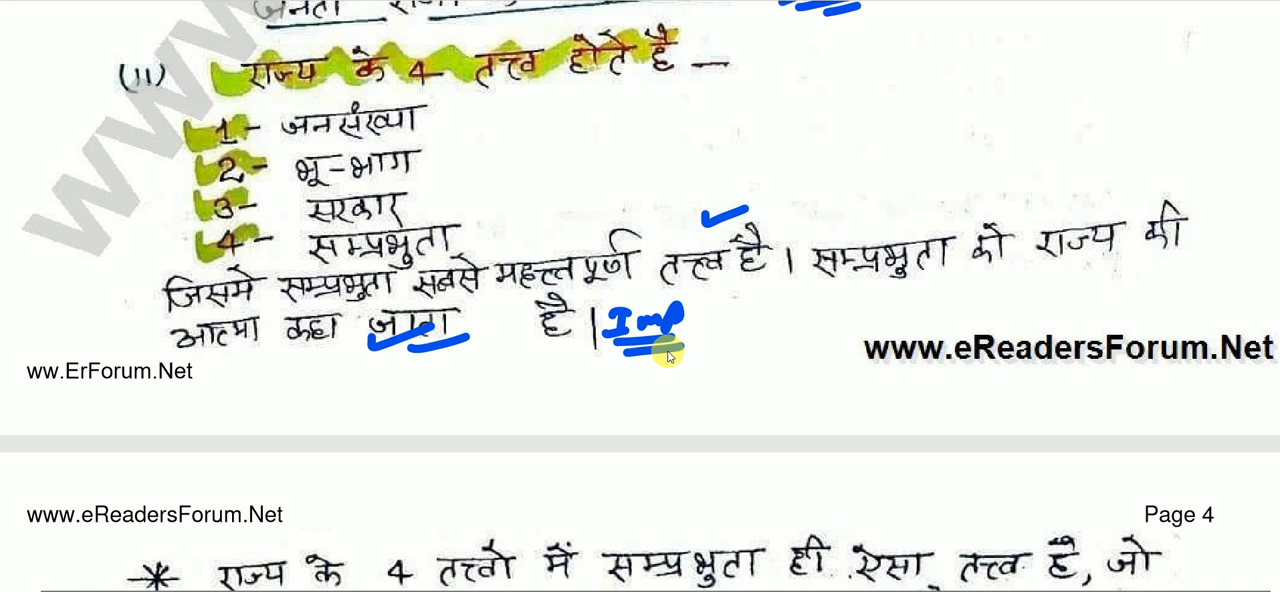 जनता
(11) राज्य के 4 तत्त्व होते है —
1- जनसंख्या
2- भू-भाग
3- सरकार
4- सम्प्रभुता
जिसमे सम्प्रभुता सबसे महत्त्वपूर्ण तत्त्व है। सम्प्रभुता को राज्य की
आत्मा कहा जाता है। Imp
www.eReadersForum.Net
ww.ErForum.Net
www.eReadersForum.Net Page 4
* राज्य के 4 तत्त्वो में सम्प्रभुता ही ऐसा तत्त्व है, जो